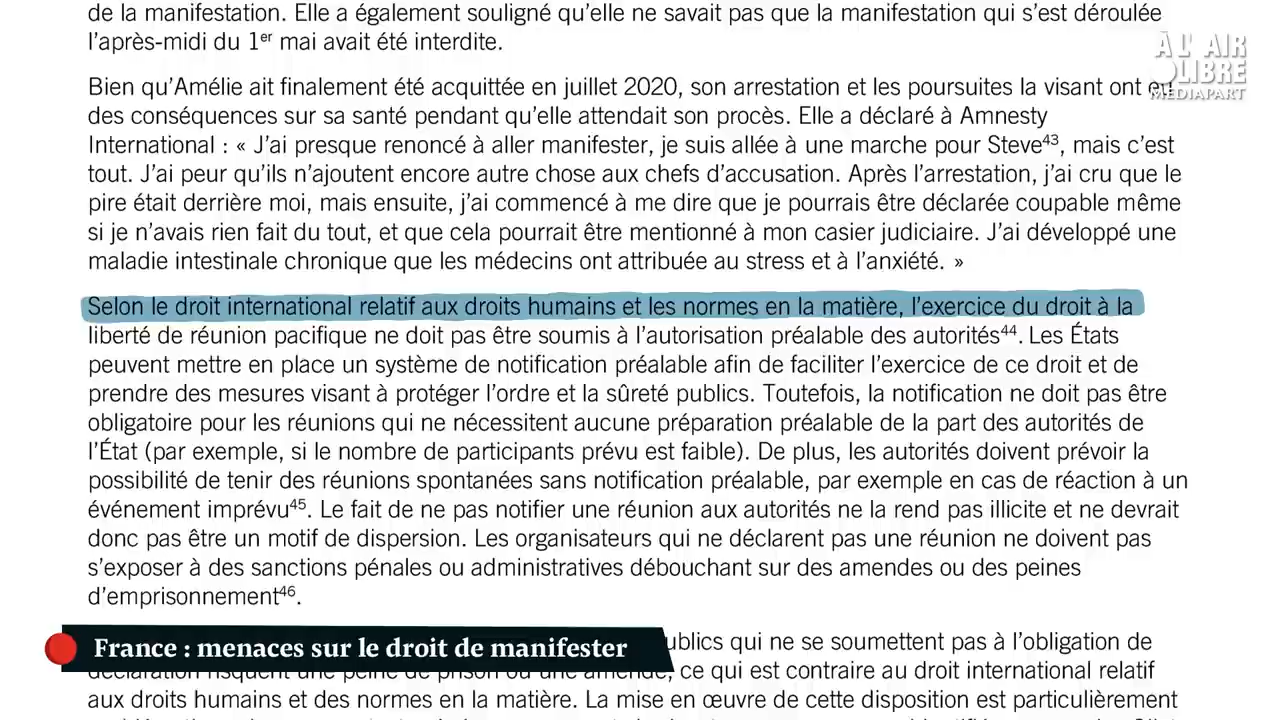 de la manifestation. Elle a également souligné qu’elle ne savait pas que la manifestation qui s’est déroulée
l’après-midi du 1er mai avait été interdite.
À L’AIR
LIBRE
MEDIAPART
Bien qu’Amélie ait finalement été acquittée en juillet 2020, son arrestation et les poursuites la visant ont eu
des conséquences sur sa santé pendant qu’elle attendait son procès. Elle a déclaré à Amnesty
International : « J’ai presque renoncé à aller manifester, je suis allée à une marche pour Steve43, mais c’est
tout. J’ai peur qu’ils n’ajoutent encore autre chose aux chefs d’accusation. Après l’arrestation, j’ai cru que le
pire était derrière moi, mais ensuite, j’ai commencé à me dire que je pourrais être déclarée coupable même
si je n’avais rien fait du tout, et que cela pourrait être mentionné à mon casier judiciaire. J’ai développé une
maladie intestinale chronique que les médecins ont attribuée au stress et à l’anxiété. »
Selon le droit international relatif aux droits humains et les normes en la matière, l’exercice du droit à la
liberté de réunion pacifique ne doit pas être soumis à l’autorisation préalable des autorités44. Les États
peuvent mettre en place un système de notification préalable afin de faciliter l’exercice de ce droit et de
prendre des mesures visant à protéger l’ordre et la sûreté publics. Toutefois, la notification ne doit pas être
obligatoire pour les réunions qui ne nécessitent aucune préparation préalable de la part des autorités de
l’État (par exemple, si le nombre de participants prévu est faible). De plus, les autorités doivent prévoir la
possibilité de tenir des réunions spontanées sans notification préalable, par exemple en cas de réaction à un
événement imprévu45. Le fait de ne pas notifier une réunion aux autorités ne la rend pas illicite et ne devrait
donc pas être un motif de dispersion. Les organisateurs qui ne déclarent pas une réunion ne doivent pas
s’exposer à des sanctions pénales ou administratives débouchant sur des amendes ou des peines
d’emprisonnement46.
publics qui ne se soumettent pas à l’obligation de
France : menaces sur le droit de manifester
déclaration risquent une peine de prison ou une amende, ce qui est contraire au droit international relatif
aux droits humains et des normes en la matière. La mise en œuvre de cette disposition est particulièrement